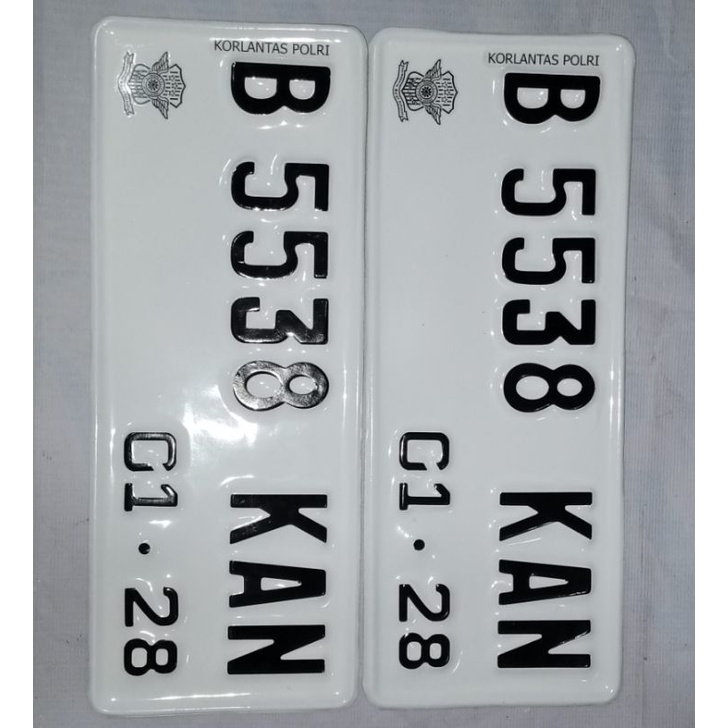 KORLANTAS POLRI
B 5538 KAN
C1 · 28
KORLANTAS POLRI
B 5538 KAN
C1 · 28